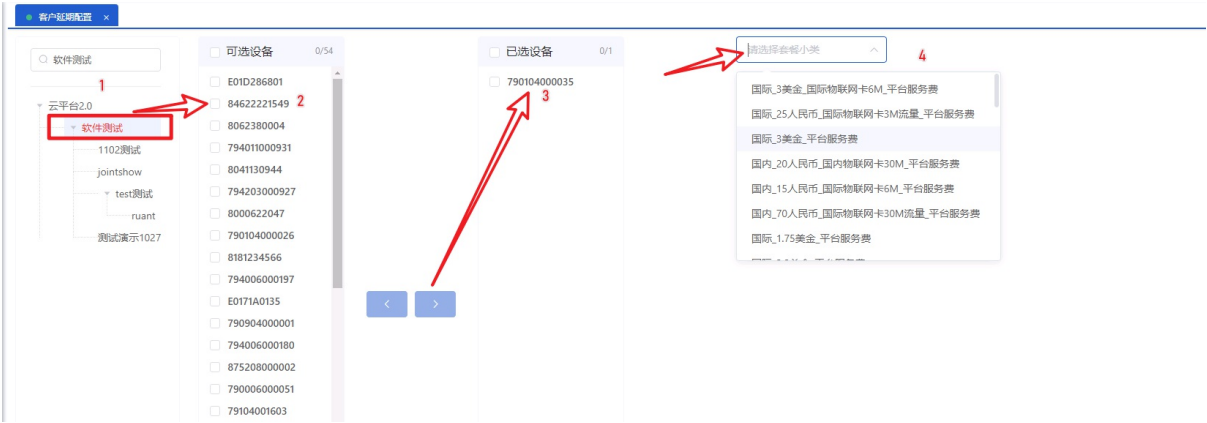 客户延期配置 ×
软件测试
1
云平台2.0
软件测试
1102测试
jointshow
test测试
ruant
测试演示1027
可选设备 0/54
E01D286801
84622221549 2
8062380004
794011000931
8041130944
794203000927
8000622047
790104000026
8181234566
794006000197
E0171A0135
790904000001
794006000180
875208000002
790006000051
79104001603
< >
已选设备 0/1
790104000035
3
请选择套餐小类
4
国际_3美金_国际物联网卡6M_平台服务费
国际_25人民币_国际物联网卡3M流量_平台服务费
国际_3美金_平台服务费
国内_20人民币_国内物联网卡30M_平台服务费
国内_15人民币_国际物联网卡6M_平台服务费
国内_70人民币_国际物联网卡30M流量_平台服务费
国际_1.75美金_平台服务费